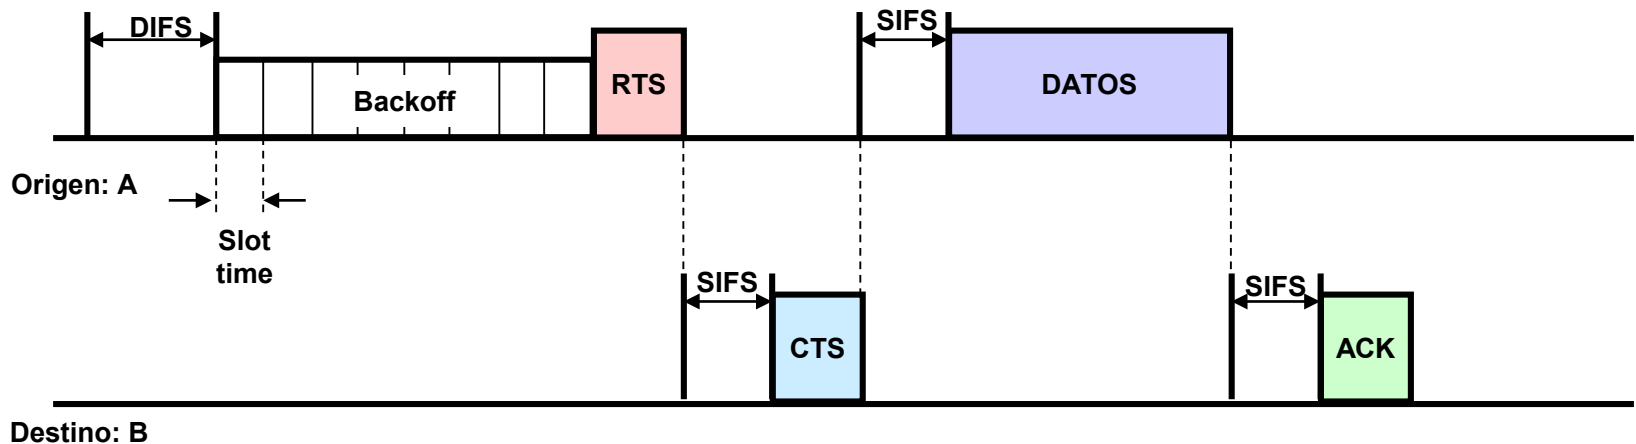 DIFS
SIFS
Backoff
RTS
DATOS
Origen: A
Slot
time
SIFS
SIFS
CTS
ACK
Destino: B